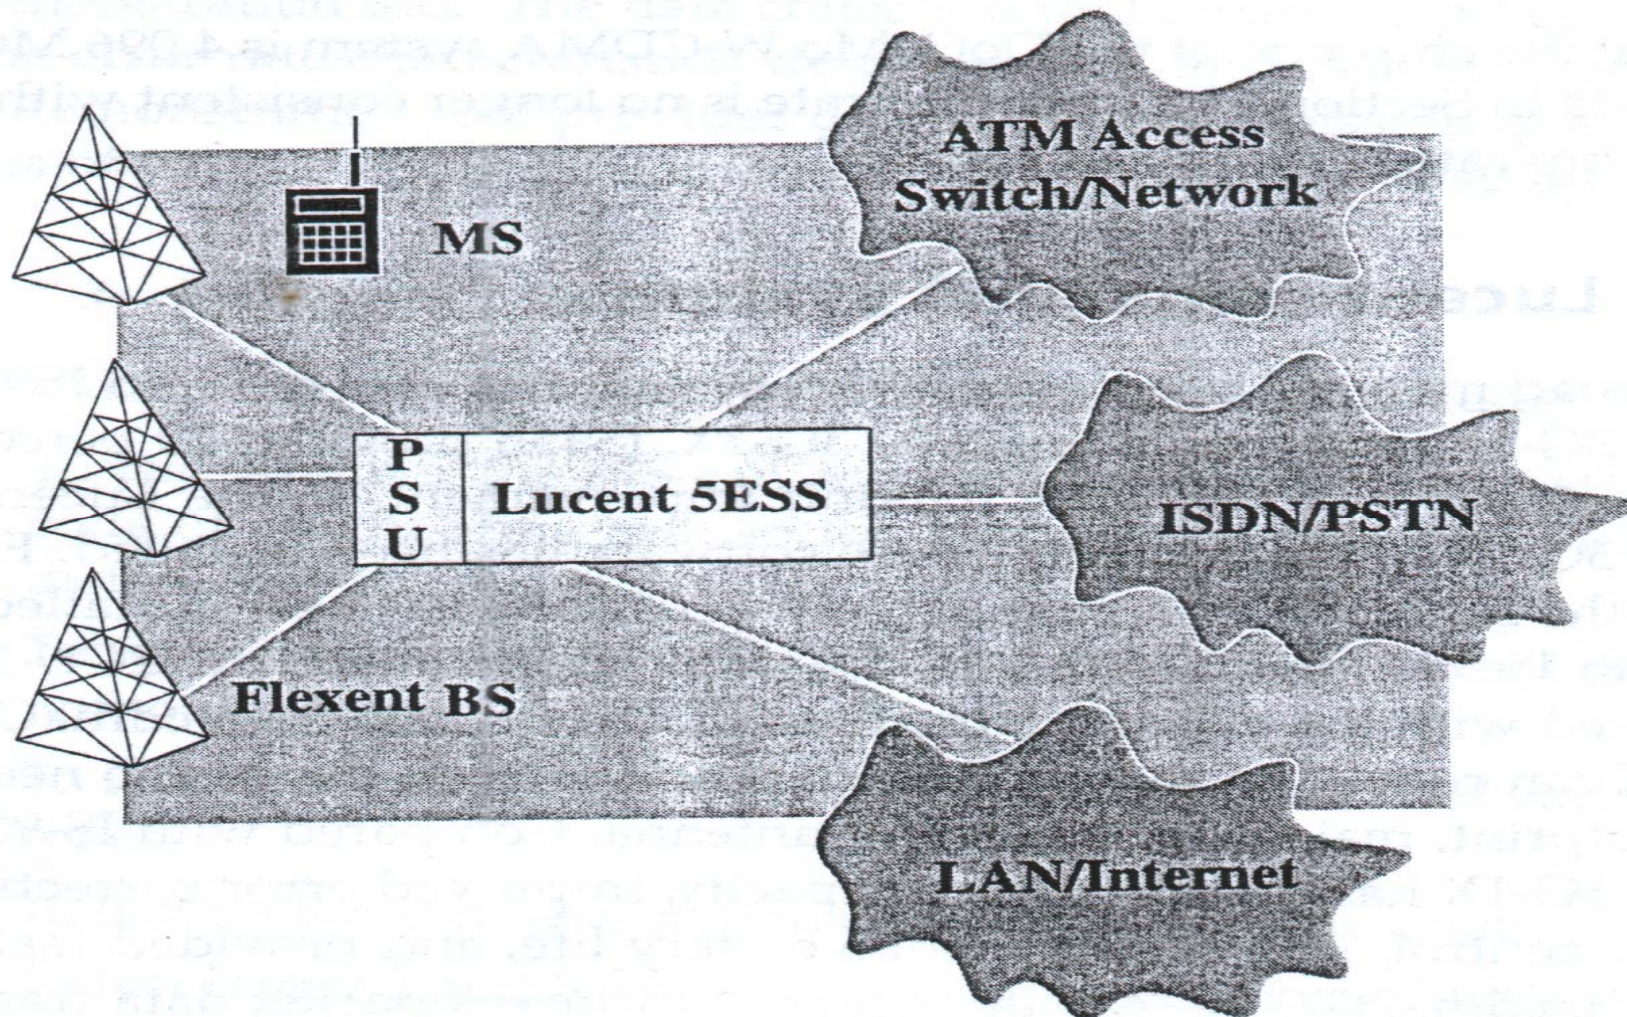 ATM Access
Switch/Network
MS
P
S
U
Lucent 5ESS
ISDN/PSTN
Flexent BS
LAN/Internet